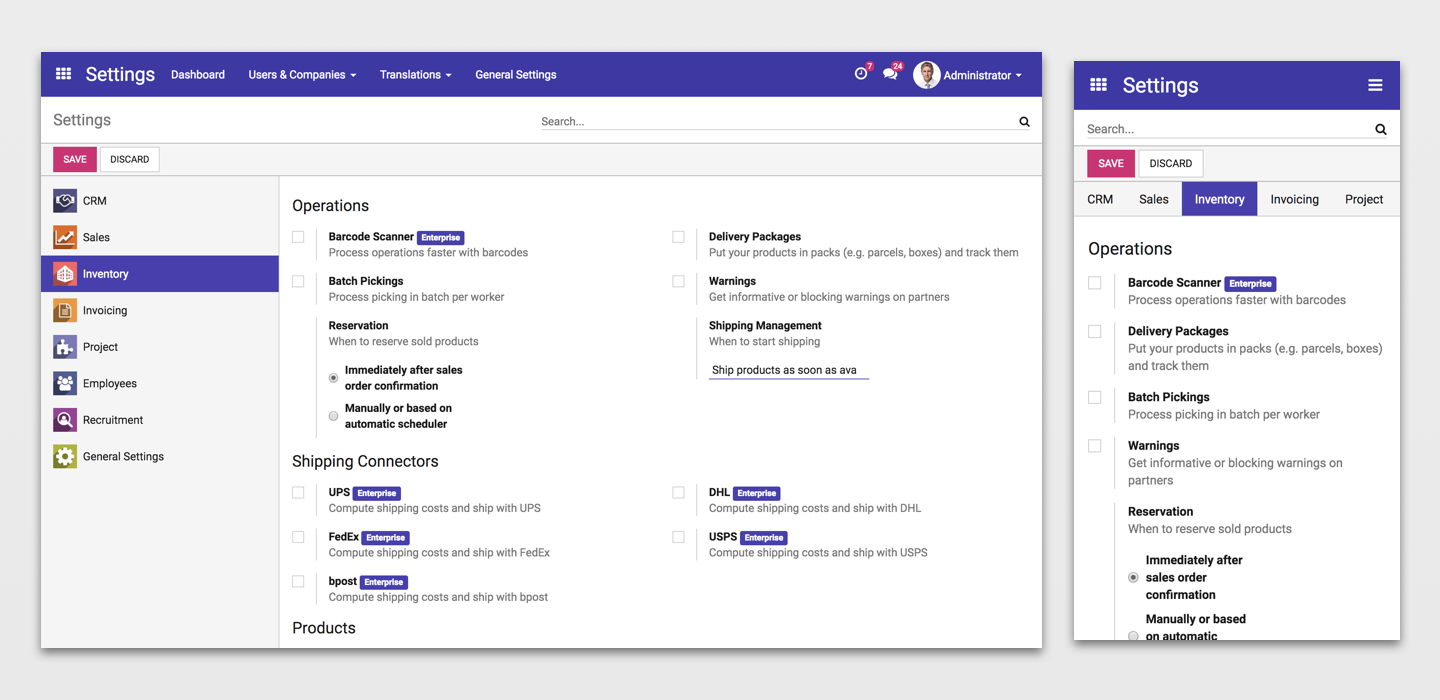 Settings Dashboard Users & Companies Translations General Settings 7 24 Administrator
Settings Search...
SAVE DISCARD
CRM
Sales
Inventory
Invoicing
Project
Employees
Recruitment
General Settings
Operations
Barcode Scanner Enterprise
Process operations faster with barcodes
Delivery Packages
Put your products in packs (e.g. parcels, boxes) and track them
Batch Pickings
Process picking in batch per worker
Warnings
Get informative or blocking warnings on partners
Reservation
When to reserve sold products
Immediately after sales
order confirmation
Manually or based on
automatic scheduler
Shipping Management
When to start shipping
Ship products as soon as ava
Shipping Connectors
UPS Enterprise
Compute shipping costs and ship with UPS
DHL Enterprise
Compute shipping costs and ship with DHL
FedEx Enterprise
Compute shipping costs and ship with FedEx
USPS Enterprise
Compute shipping costs and ship with USPS
bpost Enterprise
Compute shipping costs and ship with bpost
Products
Settings
Search...
SAVE DISCARD
CRM Sales Inventory Invoicing Project
Operations
Barcode Scanner Enterprise
Process operations faster with barcodes
Delivery Packages
Put your products in packs (e.g. parcels, boxes)
and track them
Batch Pickings
Process picking in batch per worker
Warnings
Get informative or blocking warnings on
partners
Reservation
When to reserve sold products
Immediately after
sales order
confirmation
Manually or based
on automatic